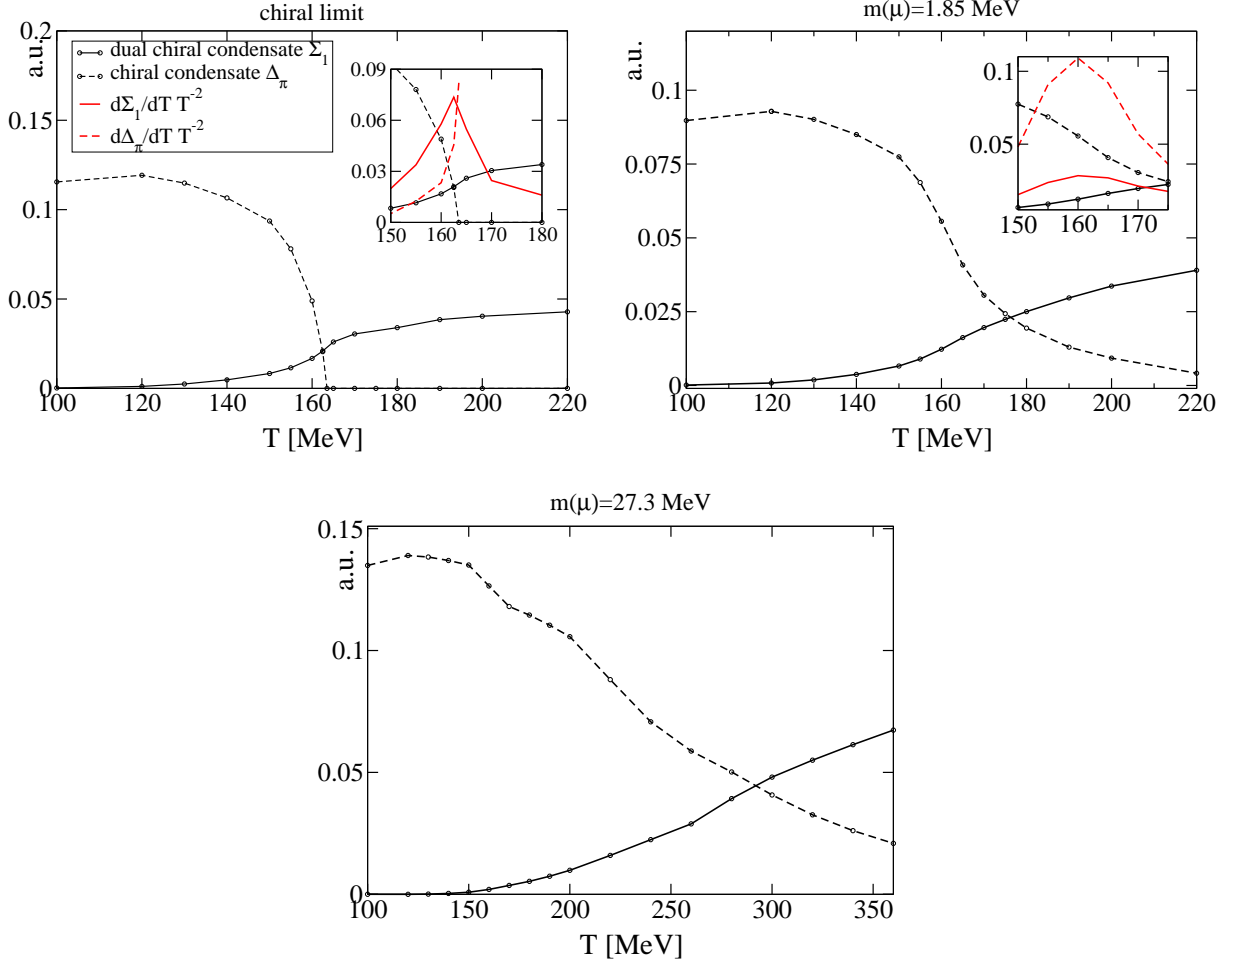 chiral limit
0.2
0.15
0.1
0.05
0
a.u.
dual chiral condensate Σ_1
chiral condensate Δ_π
dΣ_1/dT T^-2
dΔ_π/dT T^-2
0.09
0.06
0.03
0
150 160 170 180
100 120 140 160 180 200 220
T [MeV]
m(μ)=1.85 MeV
a.u.
0.1
0.075
0.05
0.025
0
0.1
0.05
150 160 170
100 120 140 160 180 200 220
T [MeV]
m(μ)=27.3 MeV
0.15
a.u.
0.1
0.05
0
100 150 200 250 300 350
T [MeV]